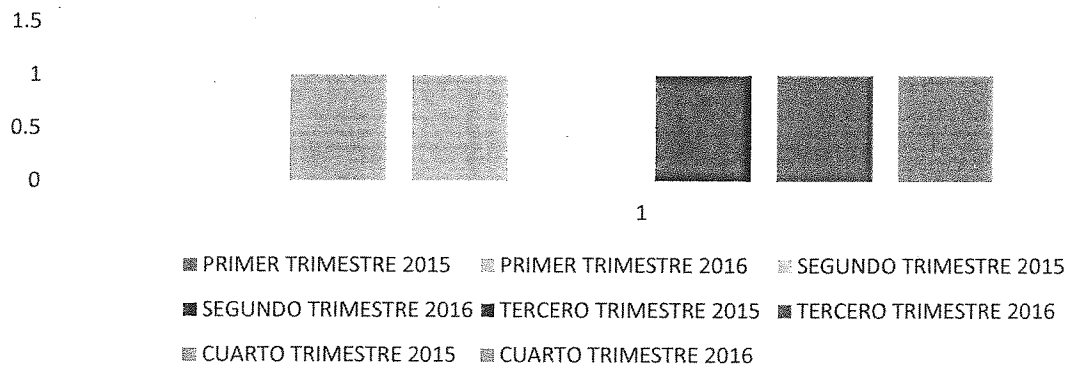 1.5
1
0.5
0
1
PRIMER TRIMESTRE 2015 PRIMER TRIMESTRE 2016 SEGUNDO TRIMESTRE 2015
SEGUNDO TRIMESTRE 2016 TERCERO TRIMESTRE 2015 TERCERO TRIMESTRE 2016
CUARTO TRIMESTRE 2015 CUARTO TRIMESTRE 2016